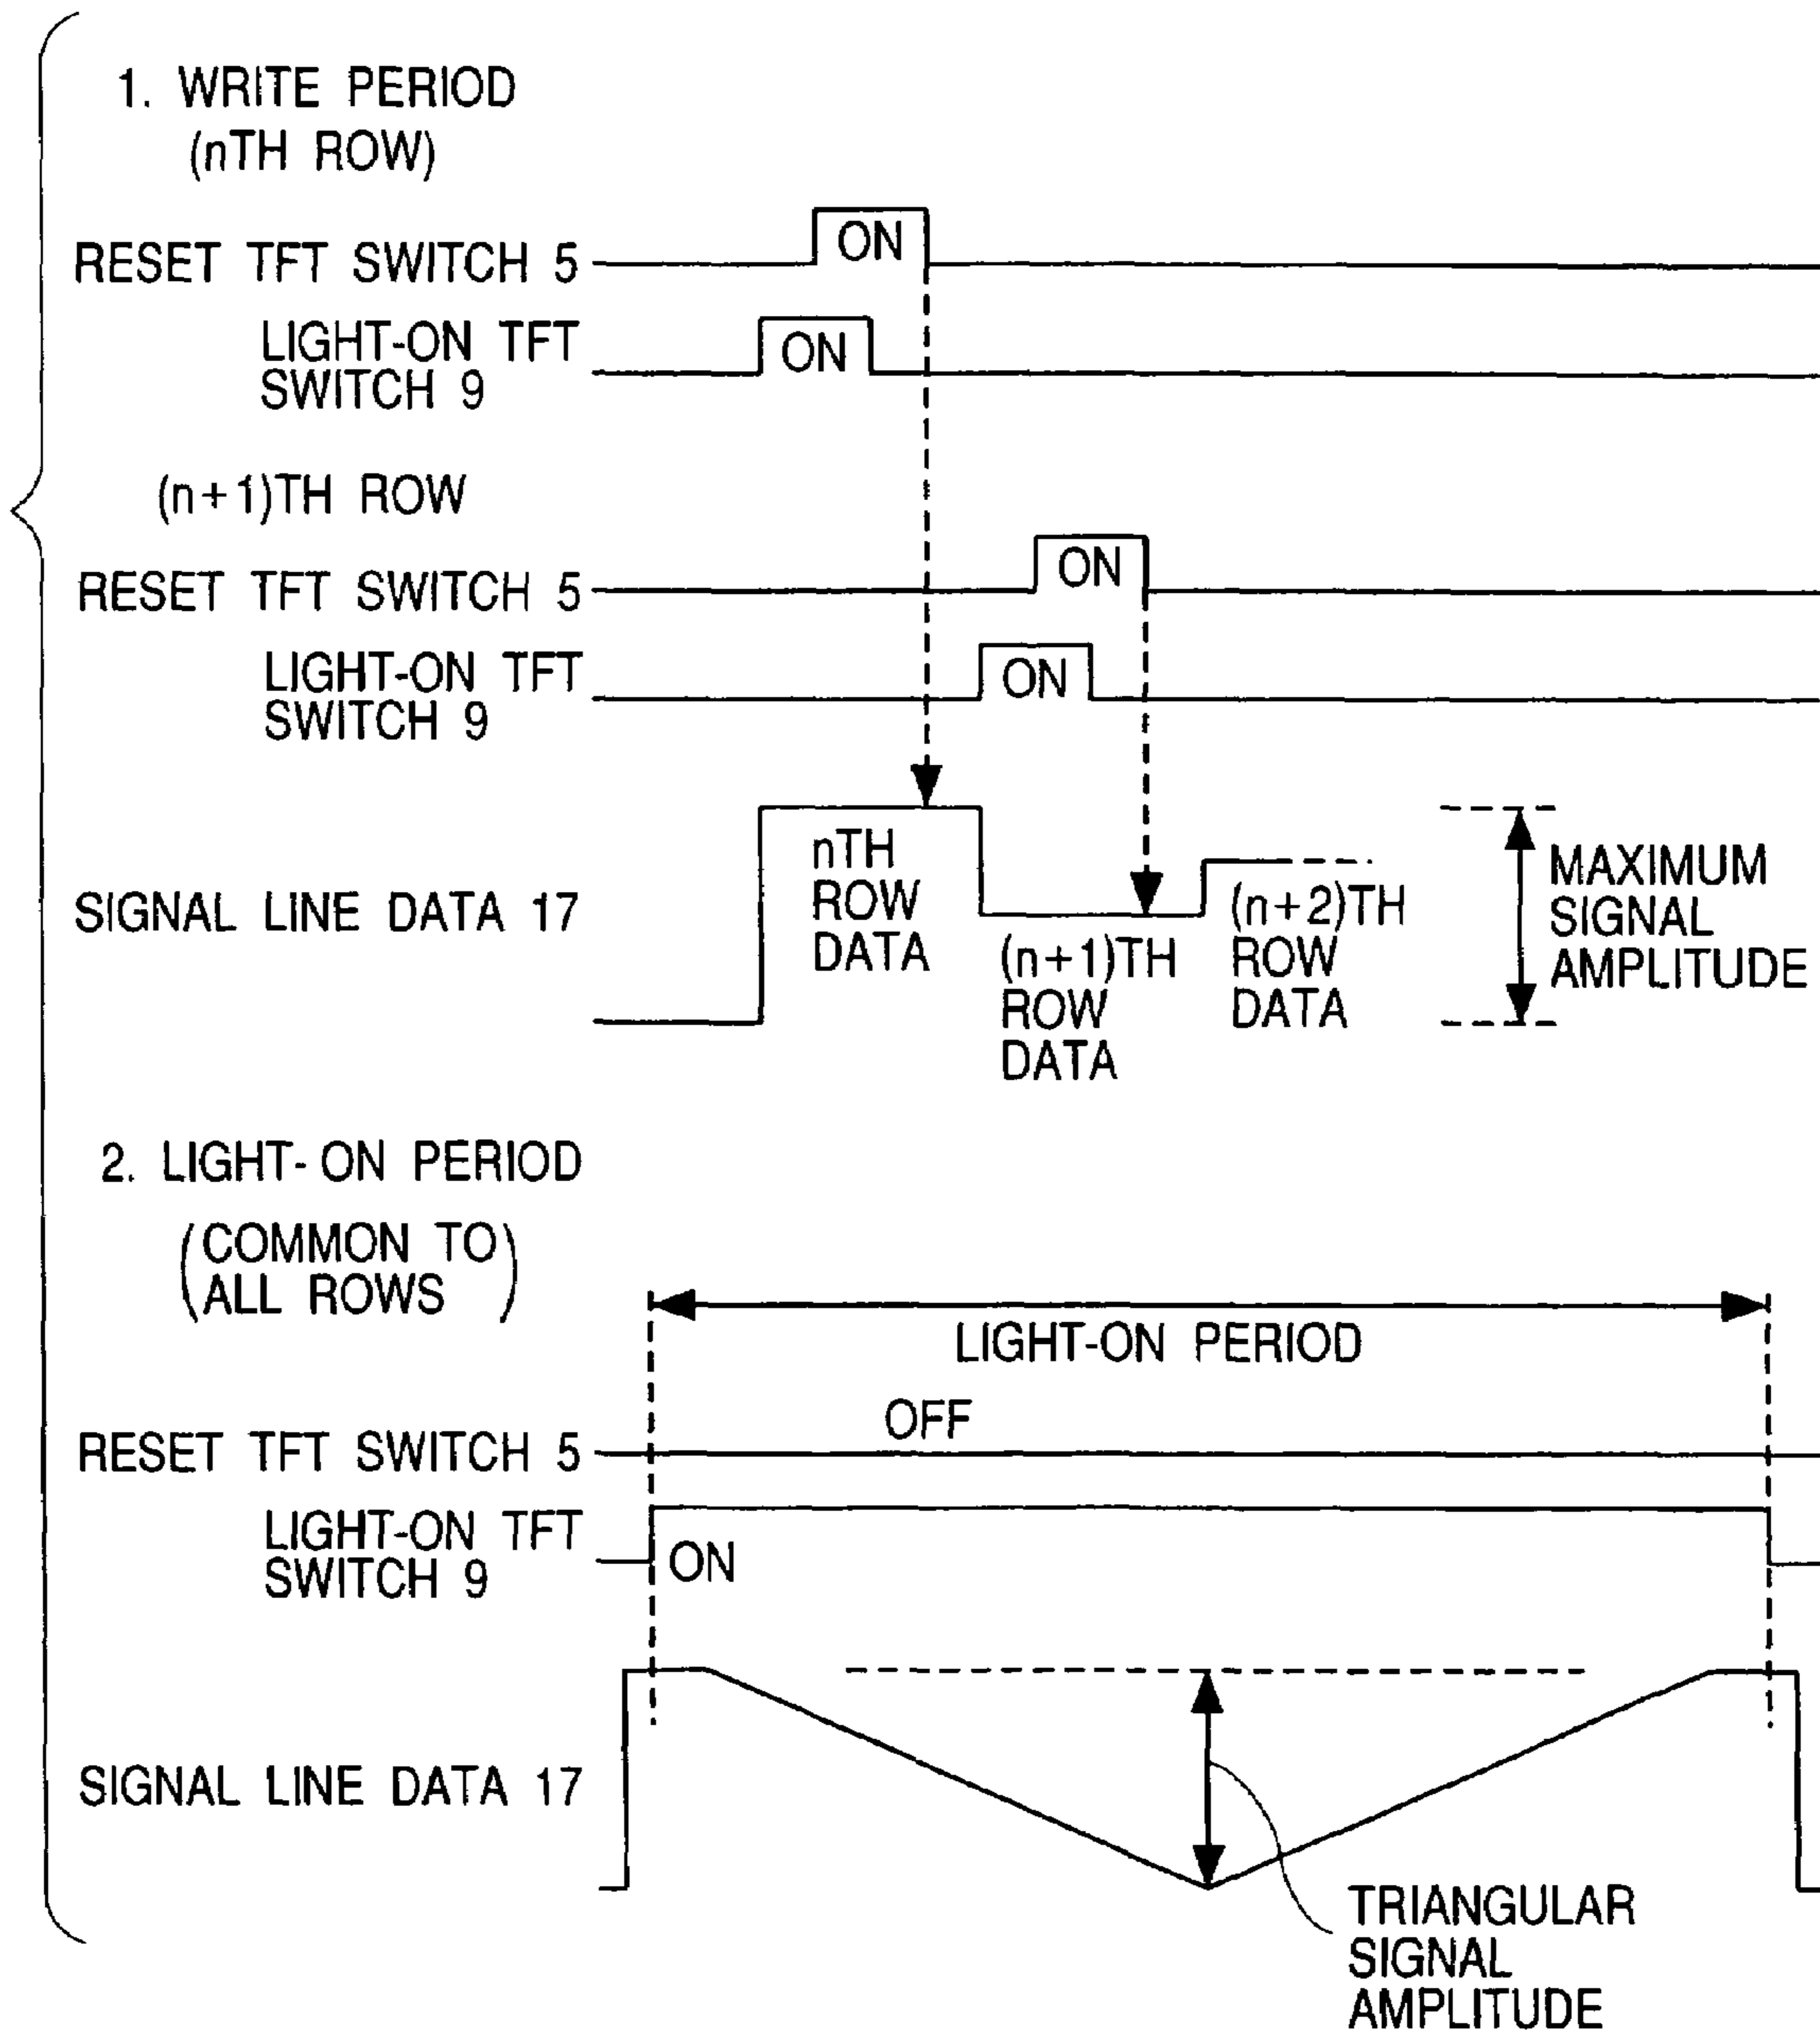 1. WRITE PERIOD
(nTH ROW)
RESET TFT SWITCH 5
ON
LIGHT-ON TFT
SWITCH 9
ON
(n+1)TH ROW
RESET TFT SWITCH 5
ON
LIGHT-ON TFT
SWITCH 9
ON
SIGNAL LINE DATA 17
nTH
ROW
DATA
(n+1)TH
ROW
DATA
(n+2)TH
ROW
DATA
MAXIMUM
SIGNAL
AMPLITUDE
2. LIGHT-ON PERIOD
(COMMON TO
ALL ROWS)
LIGHT-ON PERIOD
RESET TFT SWITCH 5
OFF
LIGHT-ON TFT
SWITCH 9
ON
SIGNAL LINE DATA 17
TRIANGULAR
SIGNAL
AMPLITUDE